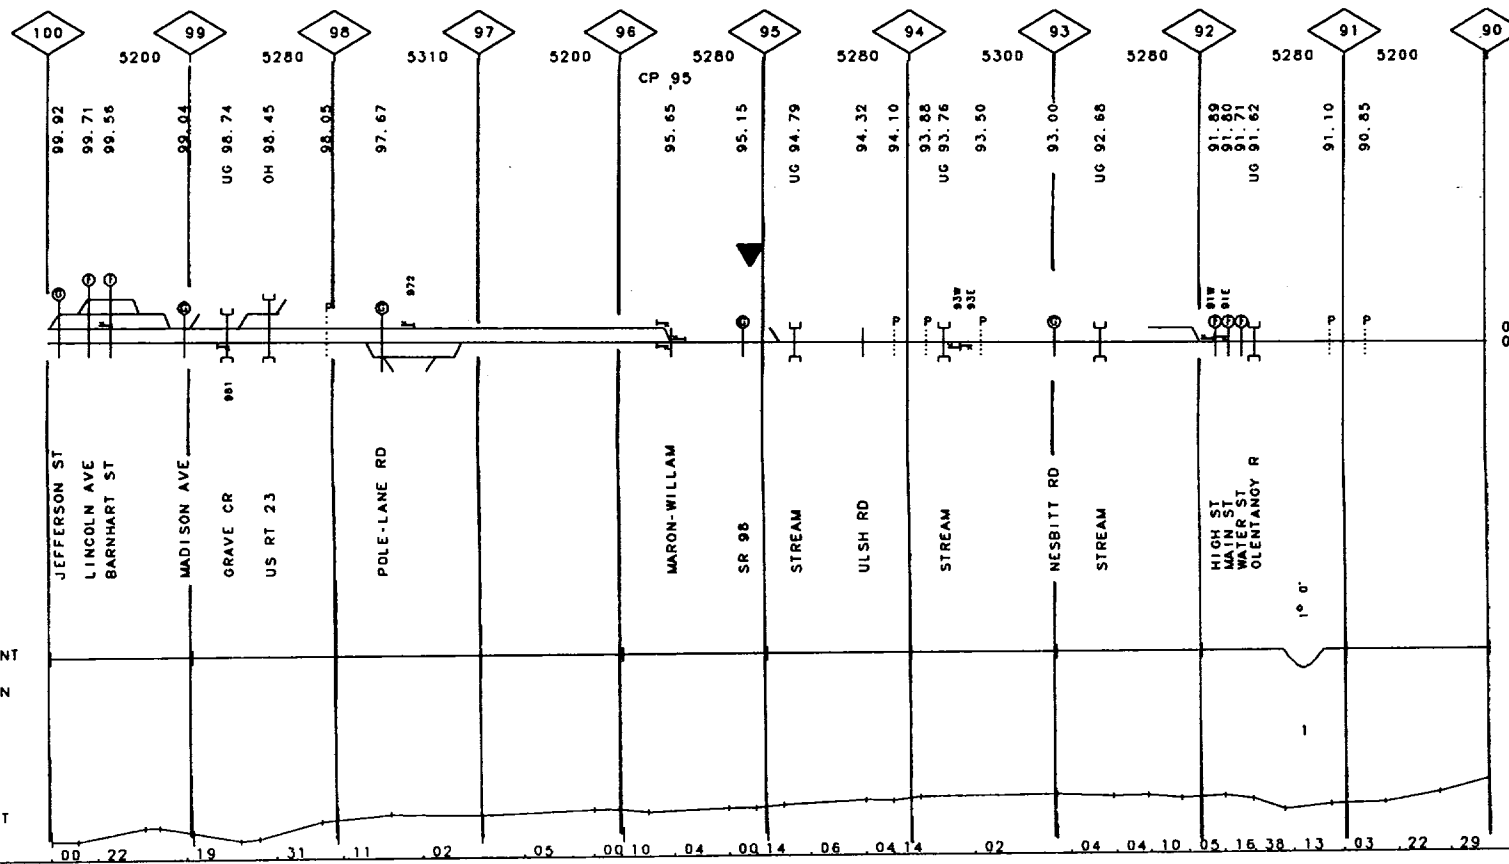 100 99 98 97 96 95 94 93 92 91 90
5200 5280 5310 5200 5280 5280 5300 5280 5280 5200
CP 95
99.92
99.71
99.56
99.04
UG 98.74
OH 98.45
98.05
97.67
95.65
95.15
UG 94.79
94.32
94.10
93.88
UG 93.76
93.50
93.00
UG 92.68
91.89
91.80
91.71
UG 91.62
91.10
90.85
G F F G P G 972 G P P 93W 93E P G 91W 91E F F F P P
981
0
0
JEFFERSON ST
LINCOLN AVE
BARNHART ST
MADISON AVE
GRAVE CR
US RT 23
POLE-LANE RD
MARON-WILLAM
SR 98
STREAM
ULSH RD
STREAM
NESBITT RD
STREAM
HIGH ST
MAIN ST
WATER ST
OLENTANGY R
1° 0'
NT
N
1
T
.00 .22 .19 .31 .11 .02 .05 .00 .10 .04 .00 .14 .06 .04 .14 .02 .04 .04 .10 .05 .16 .38 .13 .03 .22 .29